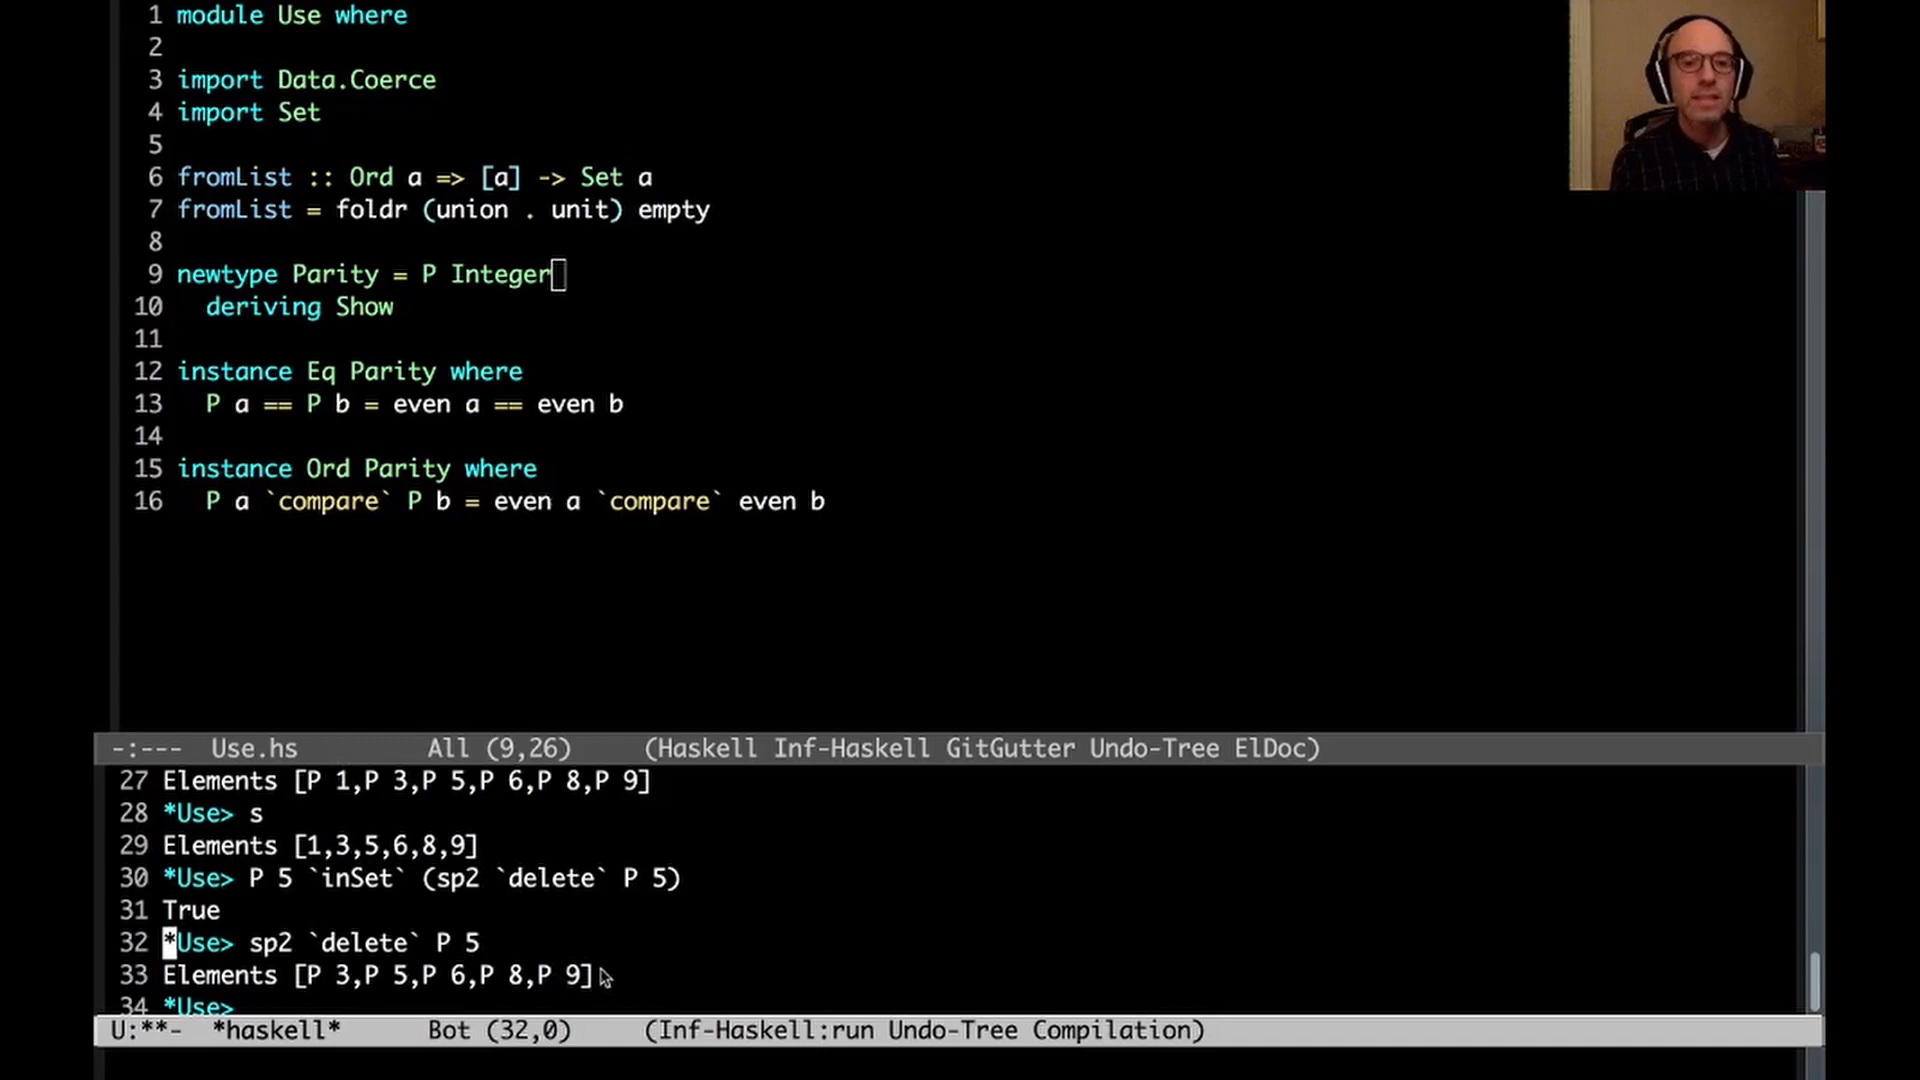 1 module Use where
2
3 import Data.Coerce
4 import Set
5
6 fromList :: Ord a => [a] -> Set a
7 fromList = foldr (union . unit) empty
8
9 newtype Parity = P Integer
10   deriving Show
11
12 instance Eq Parity where
13   P a == P b = even a == even b
14
15 instance Ord Parity where
16   P a `compare` P b = even a `compare` even b
-:---  Use.hs         All (9,26)     (Haskell Inf-Haskell GitGutter Undo-Tree ElDoc)
27 Elements [P 1,P 3,P 5,P 6,P 8,P 9]
28 *Use> s
29 Elements [1,3,5,6,8,9]
30 *Use> P 5 `inSet` (sp2 `delete` P 5)
31 True
32 *Use> sp2 `delete` P 5
33 Elements [P 3,P 5,P 6,P 8,P 9]
34 *Use>
U:**-  *haskell*      Bot (32,0)     (Inf-Haskell:run Undo-Tree Compilation)